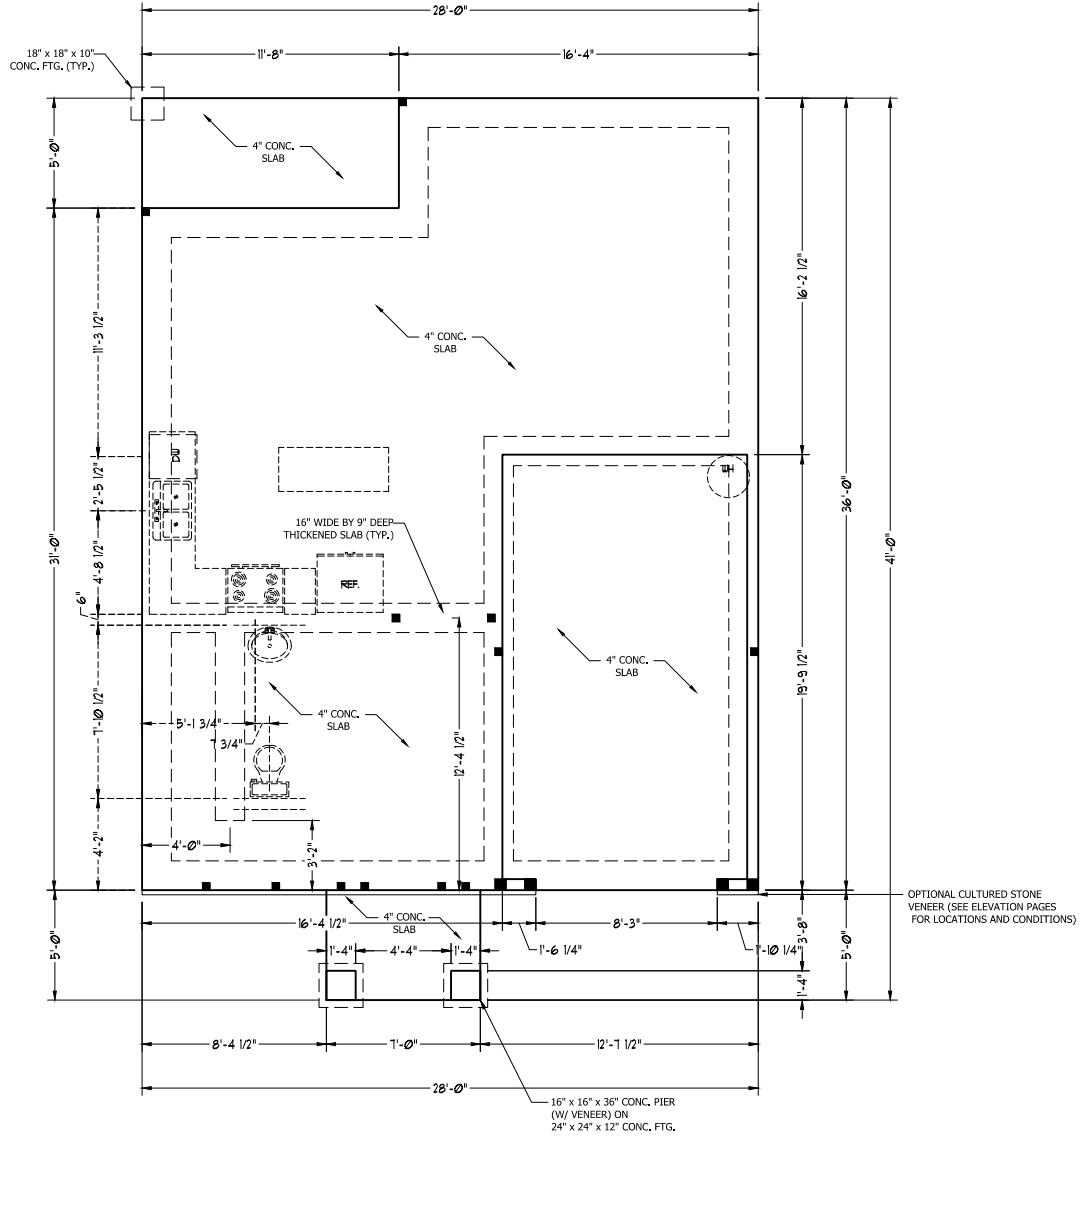 28'-0"
11'-8"
16'-4"
18" x 18" x 10"
CONC. FTG. (TYP.)
5'-0"
4" CONC.
SLAB
16'-2 1/2"
11'-3 1/2"
4" CONC.
SLAB
DW
WH
2'-5 1/2"
36'-0"
16" WIDE BY 9" DEEP
THICKENED SLAB (TYP.)
31'-0"
4'-8 1/2"
41'-0"
REF.
6"
4" CONC.
SLAB
19'-9 1/2"
7'-10 1/2"
5'-1 3/4"
4" CONC.
SLAB
7 3/4"
12'-4 1/2"
4'-2"
4'-0"
3'-2"
OPTIONAL CULTURED STONE
VENEER (SEE ELEVATION PAGES
FOR LOCATIONS AND CONDITIONS)
16'-4 1/2"
4" CONC.
SLAB
8'-3"
1'-6 1/4"
1'-10 1/4"
3'-8"
5'-0"
5'-0"
1'-4"
4'-4"
1'-4"
1'-4"
8'-4 1/2"
7'-0"
12'-7 1/2"
28'-0"
16" x 16" x 36" CONC. PIER
(W/ VENEER) ON
24" x 24" x 12" CONC. FTG.